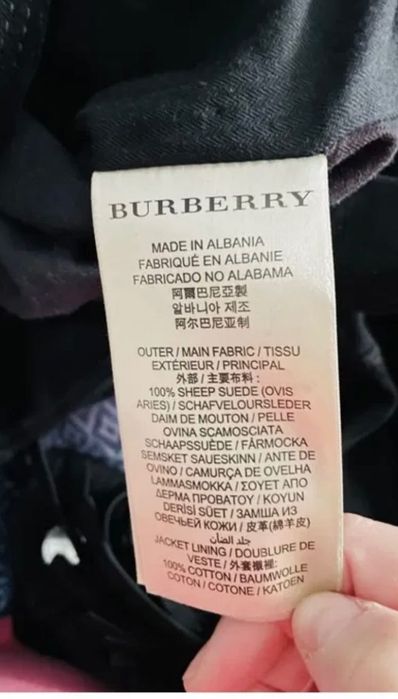 BURBERRY
MADE IN ALBANIA
FABRIQUÉ EN ALBANIE
FABRICADO NO ALABAMA
阿爾巴尼亞製
알바니아 제조
阿尔巴尼亚制
OUTER / MAIN FABRIC / TISSU
EXTÉRIEUR / PRINCIPAL
外部 / 主要布料 :
100% SHEEP SUEDE (OVIS
ARIES) / SCHAFVELOURSLEDER
DAIM DE MOUTON / PELLE
OVINA SCAMOSCIATA
SCHAAPSSUÈDE / FÅRMOCKA
SEMSKET SAUESKINN / ANTE DE
OVINO / CAMURÇA DE OVELHA
LAMMASMOKKA / ΣΟΥΕΤ ΑΠΟ
ΔΕΡΜΑ ΠΡΟΒΑΤΟΥ / KOYUN
DERİSİ SÜET / ЗАМША ИЗ
ОВЕЧЬЕЙ КОЖИ / 皮革(綿羊皮)
جلد الضأن
JACKET LINING / DOUBLURE DE
VESTE / 外套襯裡:
100% COTTON / BAUMWOLLE
COTON / COTONE / KATOEN